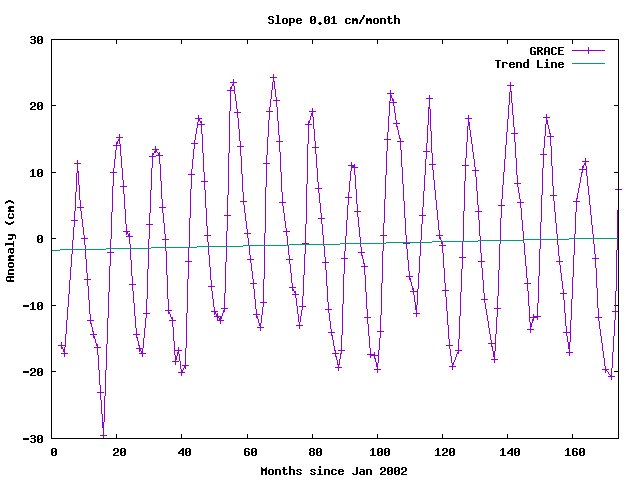 Slope 0.01 cm/month
GRACE
Trend Line
30
20
10
0
-10
-20
-30
Anomaly (cm)
0 20 40 60 80 100 120 140 160
Months since Jan 2002